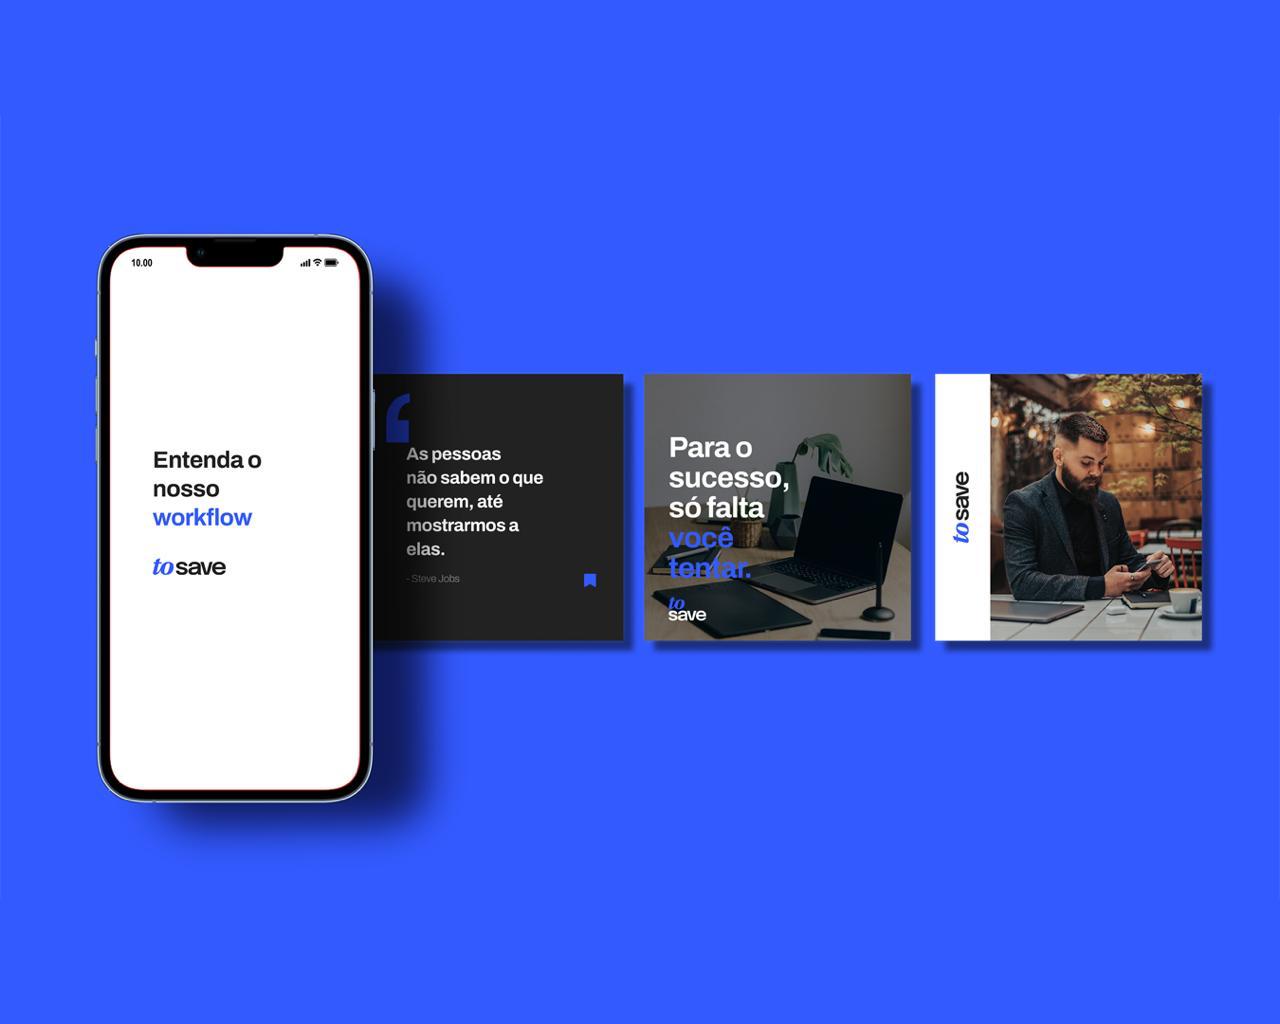 10.00
Entenda o
nosso
workflow
to save
As pessoas
não sabem o que
querem, até
mostrarmos a
elas.
- Steve Jobs
Para o
sucesso,
só falta
você
tentar.
to
save
to save